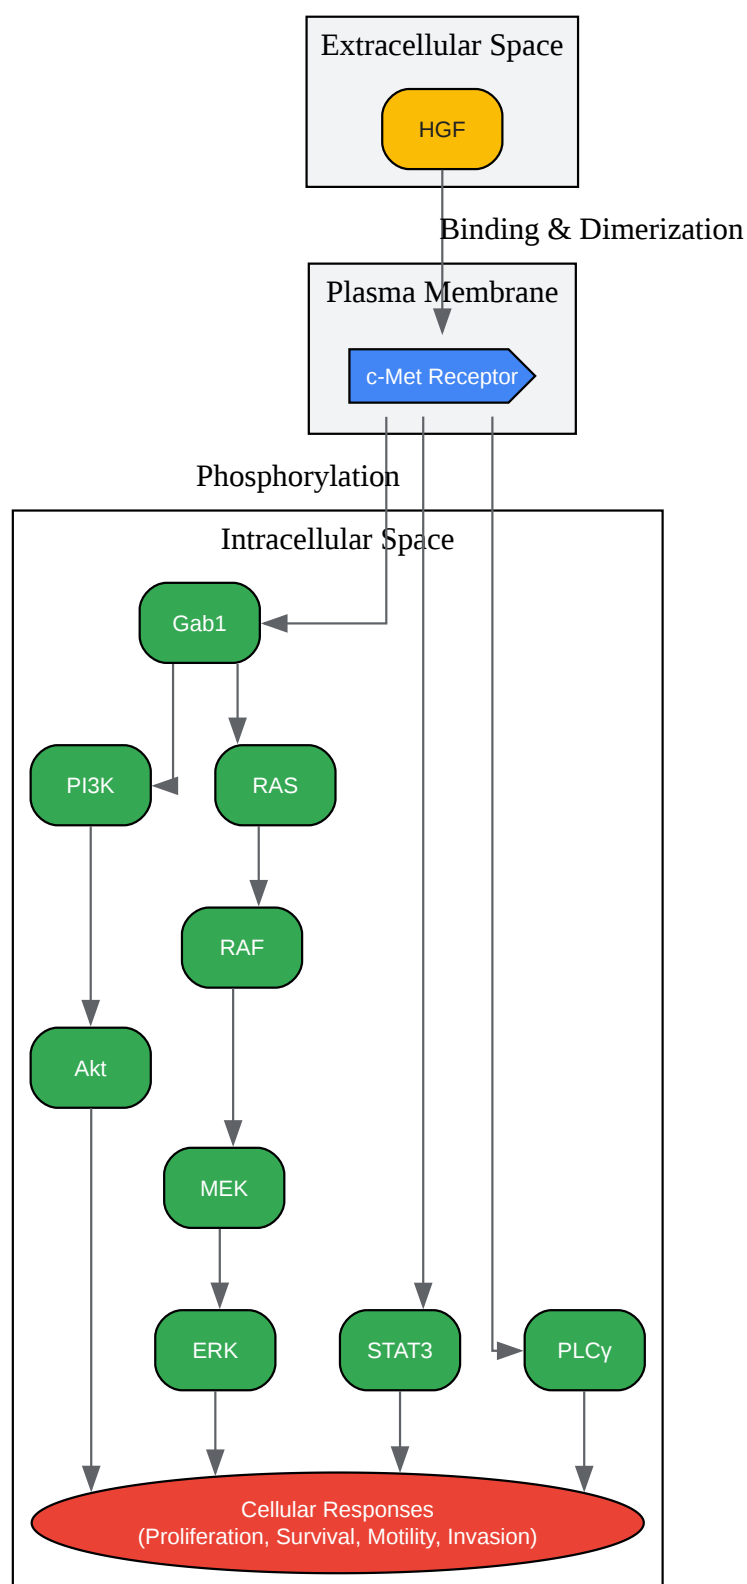 Extracellular Space
HGF
Binding & Dimerization
Plasma Membrane
c-Met Receptor
Phosphorylation
Intracellular Space
Gab1
PI3K
RAS
RAF
Akt
MEK
ERK
STAT3
PLCγ
Cellular Responses
(Proliferation, Survival, Motility, Invasion)